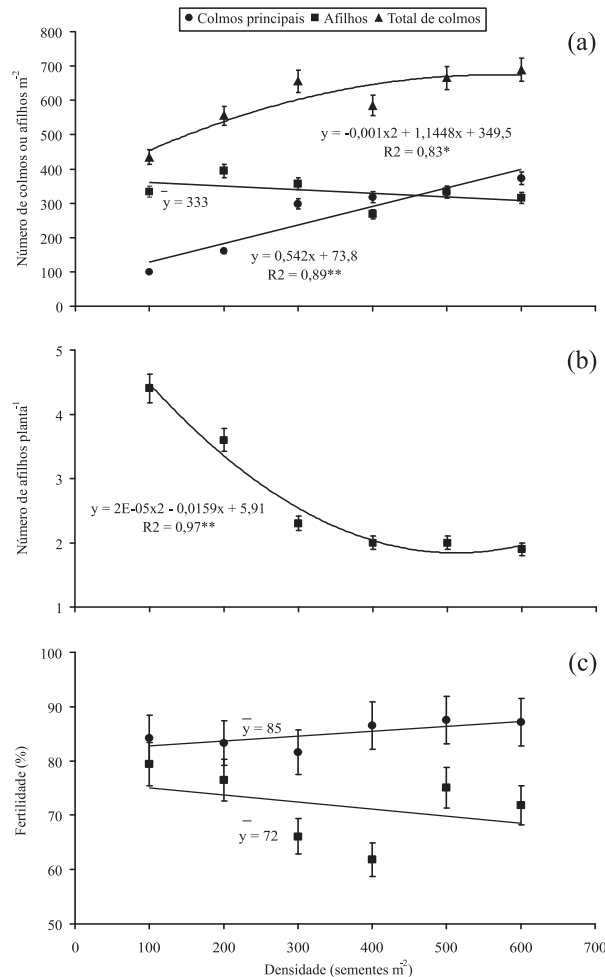 Colmos principais Afilhos Total de colmos
(a)
Número de colmos ou afilhos m-2
800
700
600
500
400
300
200
100
0
y = -0,001x2 + 1,1448x + 349,5
R2 = 0,83*
y = 333
y = 0,542x + 73,8
R2 = 0,89**
(b)
Número de afilhos planta-1
5
4
3
2
1
y = 2E-05x2 - 0,0159x + 5,91
R2 = 0,97**
(c)
Fertilidade (%)
100
90
80
70
60
50
y = 85
y = 72
0 100 200 300 400 500 600 700
Densidade (sementes m-2)